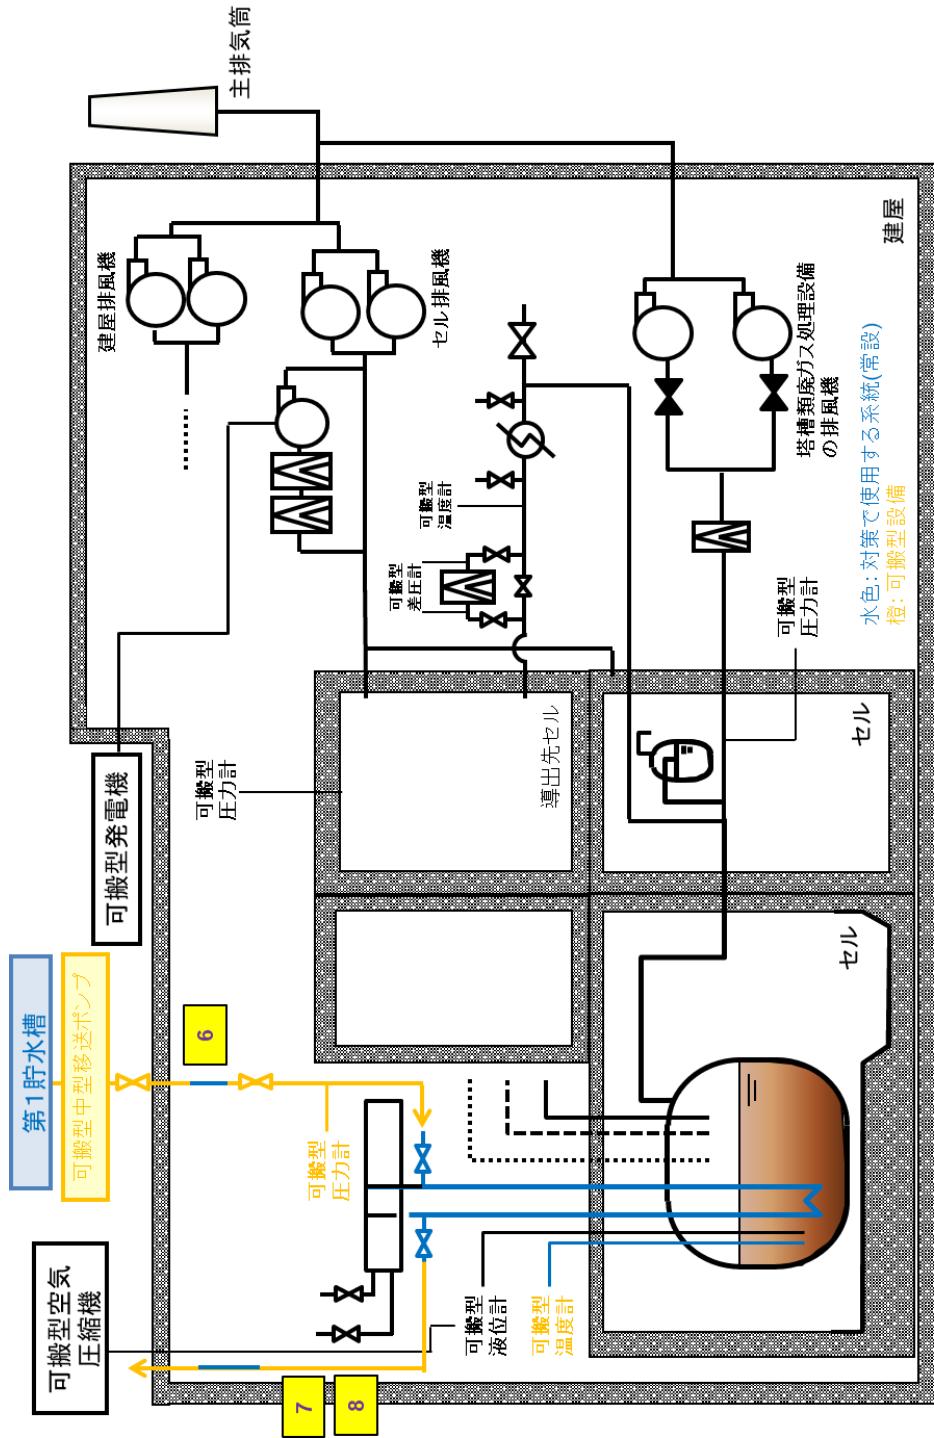 可搬型空気
圧縮機
第１貯水槽
可搬型中型移送ポンプ
可搬型発電機
主排気筒
建屋排風機
セル排風機
可搬型
圧力計
可搬型
差圧計
可搬型
温度計
導出先セル
塔槽類廃ガス処理設備
の排風機
建屋
可搬型
圧力計
可搬型
圧力計
セル
セル
可搬型
液位計
可搬型
温度計
6
7
8
水色: 対策で使用する系統(常設)
橙: 可搬型設備